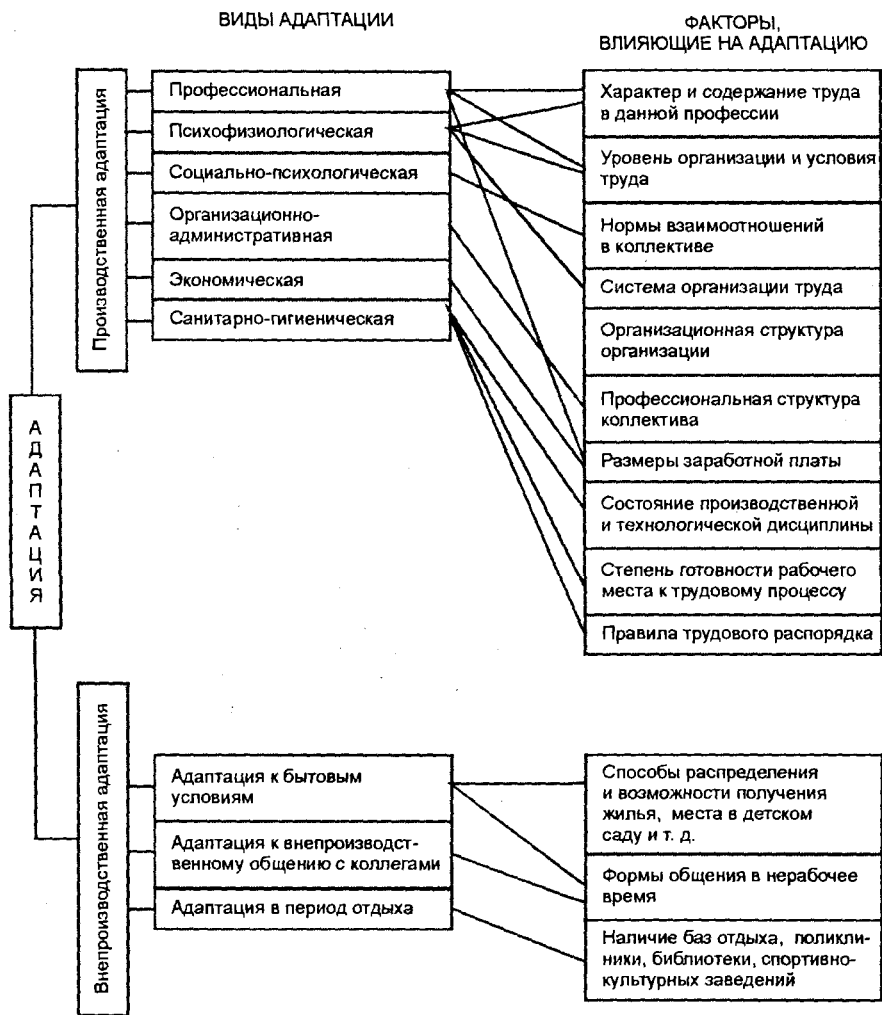 ВИДЫ АДАПТАЦИИ
ФАКТОРЫ,
ВЛИЯЮЩИЕ НА АДАПТАЦИЮ
АДАПТАЦИЯ
Производственная адаптация
Профессиональная
Психофизиологическая
Социально-психологическая
Организационно-
административная
Экономическая
Санитарно-гигиеническая
Характер и содержание труда
в данной профессии
Уровень организации и условия
труда
Нормы взаимоотношений
в коллективе
Система организации труда
Организационная структура
организации
Профессиональная структура
коллектива
Размеры заработной платы
Состояние производственной
и технологической дисциплины
Степень готовности рабочего
места к трудовому процессу
Правила трудового распорядка
Внепроизводственная адаптация
Адаптация к бытовым
условиям
Адаптация к внепроизводст-
венному общению с коллегами
Адаптация в период отдыха
Способы распределения
и возможности получения
жилья, места в детском
саду и т. д.
Формы общения в нерабочее
время
Наличие баз отдыха, поликли-
ники, библиотеки, спортивно-
культурных заведений